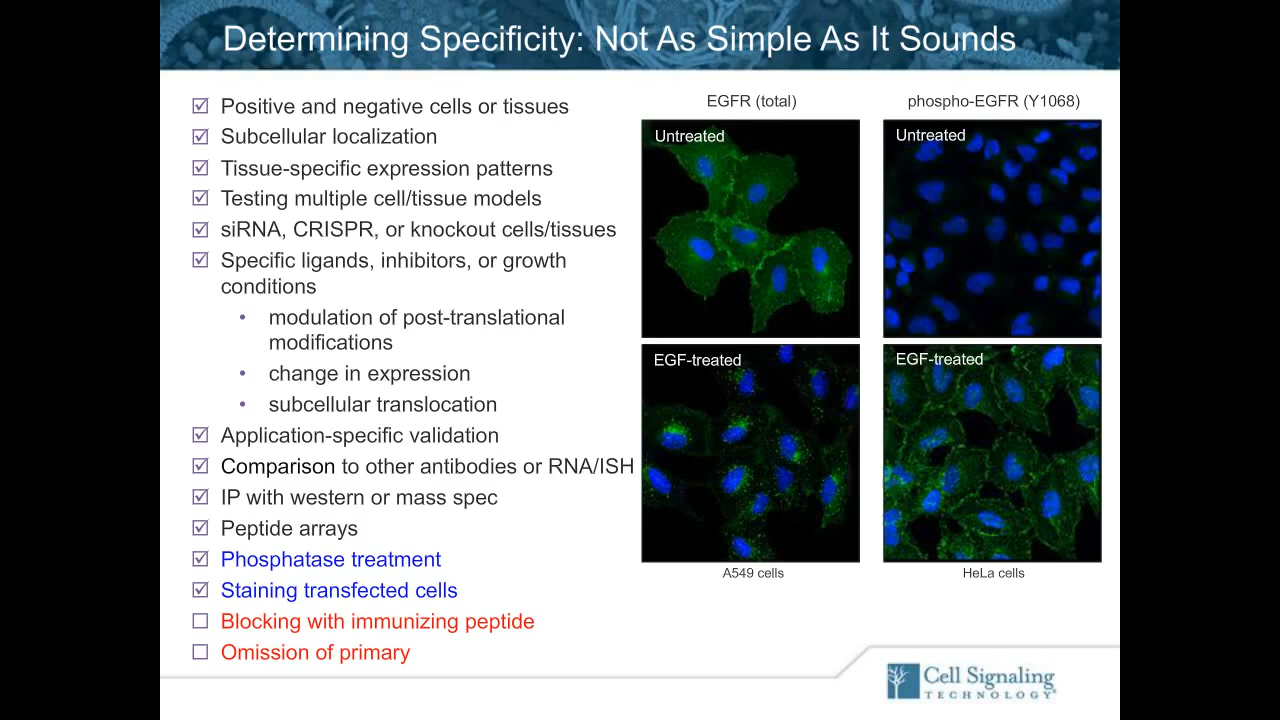 Determining Specificity: Not As Simple As It Sounds
Positive and negative cells or tissues
Subcellular localization
Tissue-specific expression patterns
Testing multiple cell/tissue models
siRNA, CRISPR, or knockout cells/tissues
Specific ligands, inhibitors, or growth
conditions
• modulation of post-translational
modifications
• change in expression
• subcellular translocation
Application-specific validation
Comparison to other antibodies or RNA/ISH
IP with western or mass spec
Peptide arrays
Phosphatase treatment
Staining transfected cells
Blocking with immunizing peptide
Omission of primary
EGFR (total)
phospho-EGFR (Y1068)
Untreated
Untreated
EGF-treated
EGF-treated
A549 cells
HeLa cells
Cell Signaling
TECHNOLOGY®